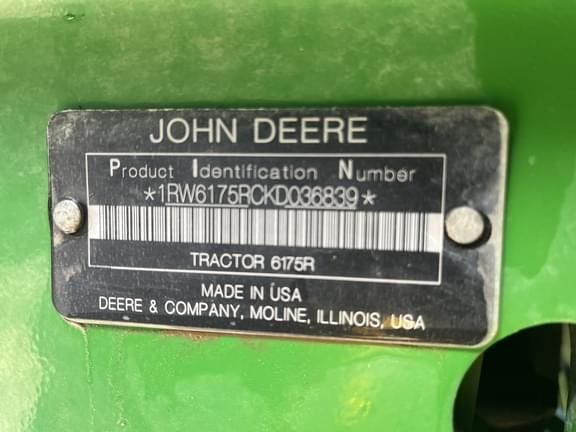 JOHN DEERE
Product Identification Number
*1RW6175RCKD036839*
TRACTOR 6175R
MADE IN USA
DEERE & COMPANY, MOLINE, ILLINOIS, USA